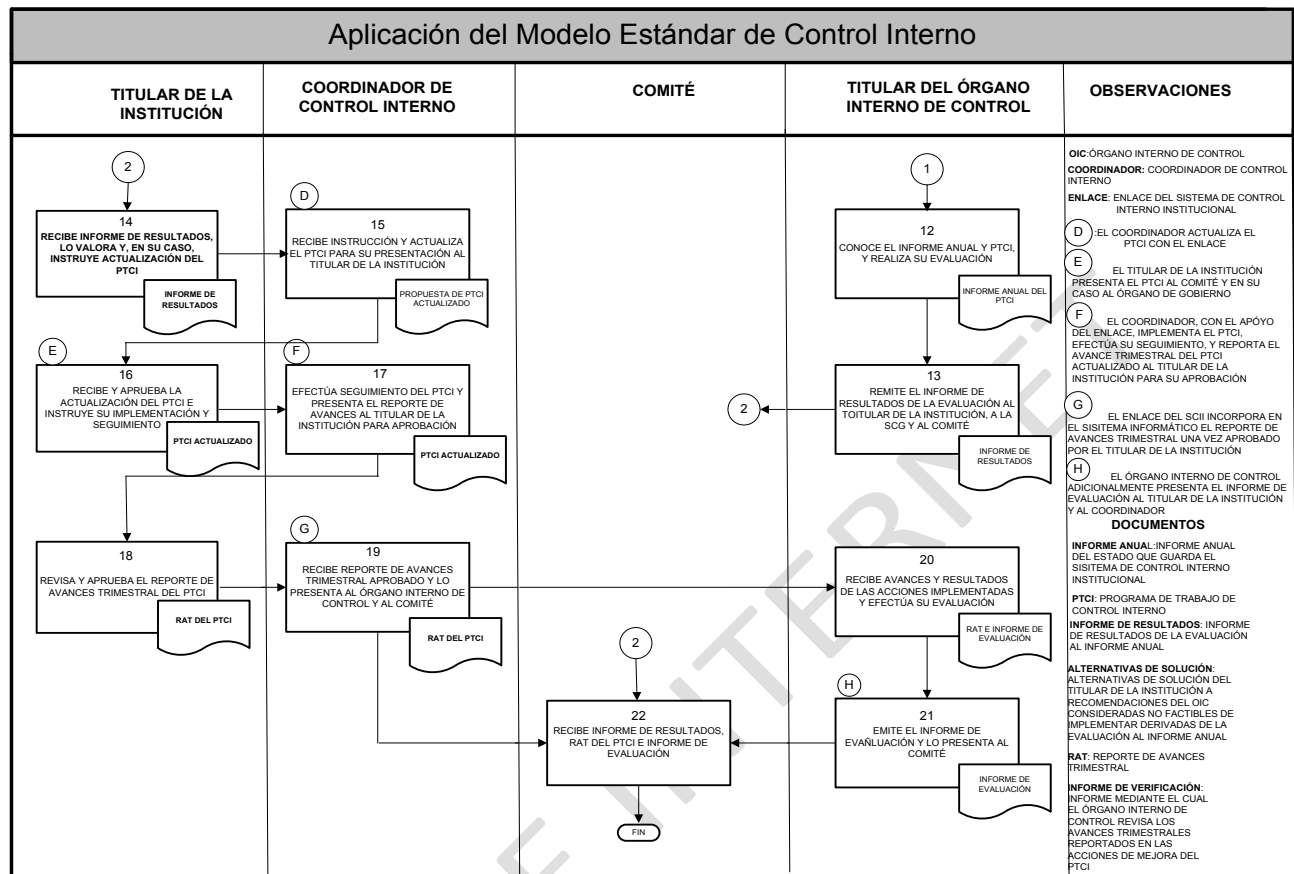 Aplicación del Modelo Estándar de Control Interno
TITULAR DE LA
INSTITUCIÓN
COORDINADOR DE
CONTROL INTERNO
COMITÉ
TITULAR DEL ÓRGANO
INTERNO DE CONTROL
OBSERVACIONES
2
14
RECIBE INFORME DE RESULTADOS,
LO VALORA Y, EN SU CASO,
INSTRUYE ACTUALIZACIÓN DEL
PTCI
INFORME DE
RESULTADOS
D
15
RECIBE INSTRUCCIÓN Y ACTUALIZA
EL PTCI PARA SU PRESENTACIÓN AL
TITULAR DE LA INSTITUCIÓN
PROPUESTA DE PTCI
ACTUALIZADO
1
12
CONOCE EL INFORME ANUAL Y PTCI,
Y REALIZA SU EVALUACIÓN
INFORME ANUAL DEL
PTCI
E
16
RECIBE Y APRUEBA LA
ACTUALIZACIÓN DEL PTCI E
INSTRUYE SU IMPLEMENTACIÓN Y
SEGUIMIENTO
PTCI ACTUALIZADO
F
17
EFECTÚA SEGUIMIENTO DEL PTCI Y
PRESENTA EL REPORTE DE
AVANCES AL TITULAR DE LA
INSTITUCIÓN PARA APROBACIÓN
PTCI ACTUALIZADO
2
13
REMITE EL INFORME DE
RESULTADOS DE LA EVALUACIÓN AL
TOITULAR DE LA INSTITUCIÓN, A LA
SCG Y AL COMITÉ
INFORME DE
RESULTADOS
18
REVISA Y APRUEBA EL REPORTE DE
AVANCES TRIMESTRAL DEL PTCI
RAT DEL PTCI
G
19
RECIBE REPORTE DE AVANCES
TRIMESTRAL APROBADO Y LO
PRESENTA AL ÓRGANO INTERNO DE
CONTROL Y AL COMITÉ
RAT DEL PTCI
20
RECIBE AVANCES Y RESULTADOS
DE LAS ACCIONES IMPLEMENTADAS
Y EFECTÚA SU EVALUACIÓN
RAT E INFORME DE
EVALUACIÓN
2
22
RECIBE INFORME DE RESULTADOS,
RAT DEL PTCI E INFORME DE
EVALUACIÓN
FIN
H
21
EMITE EL INFORME DE
EVAÑLUACIÓN Y LO PRESENTA AL
COMITÉ
INFORME DE
EVALUACIÓN
OIC:ÓRGANO INTERNO DE CONTROL
COORDINADOR: COORDINADOR DE CONTROL
INTERNO
ENLACE: ENLACE DEL SISTEMA DE CONTROL
INTERNO INSTITUCIONAL
D :EL COORDINADOR ACTUALIZA EL
PTCI CON EL ENLACE
E EL TITULAR DE LA INSTITUCIÓN
PRESENTA EL PTCI AL COMITÉ Y EN SU
CASO AL ÓRGANO DE GOBIERNO
F EL COORDINADOR, CON EL APÓYO
DEL ENLACE, IMPLEMENTA EL PTCI,
EFECTÚA SU SEGUIMIENTO, Y REPORTA EL
AVANCE TRIMESTRAL DEL PTCI
ACTUALIZADO AL TITULAR DE LA
INSTITUCIÓN PARA SU APROBACIÓN
G EL ENLACE DEL SCII INCORPORA EN
EL SISITEMA INFORMÁTICO EL REPORTE DE
AVANCES TRIMESTRAL UNA VEZ APROBADO
POR EL TITULAR DE LA INSTITUCIÓN
H EL ÓRGANO INTERNO DE CONTROL
ADICIONALMENTE PRESENTA EL INFORME DE
EVALUACIÓN AL TITULAR DE LA INSTITUCIÓN
Y AL COORDINADOR
DOCUMENTOS
INFORME ANUAL:INFORME ANUAL
DEL ESTADO QUE GUARDA EL
SISITEMA DE CONTROL INTERNO
INSTITUCIONAL
PTCI: PROGRAMA DE TRABAJO DE
CONTROL INTERNO
INFORME DE RESULTADOS: INFORME
DE RESULTADOS DE LA EVALUACIÓN
AL INFORME ANUAL
ALTERNATIVAS DE SOLUCIÓN:
ALTERNATIVAS DE SOLUCIÓN DEL
TITULAR DE LA INSTITUCIÓN A
RECOMENDACIONES DEL OIC
CONSIDERADAS NO FACTIBLES DE
IMPLEMENTAR DERIVADAS DE LA
EVALUACIÓN AL INFORME ANUAL
RAT: REPORTE DE AVANCES
TRIMESTRAL
INFORME DE VERIFICACIÓN:
INFORME MEDIANTE EL CUAL
EL ÓRGANO INTERNO DE
CONTROL REVISA LOS
AVANCES TRIMESTRALES
REPORTADOS EN LAS
ACCIONES DE MEJORA DEL
PTCI
E INTERNET